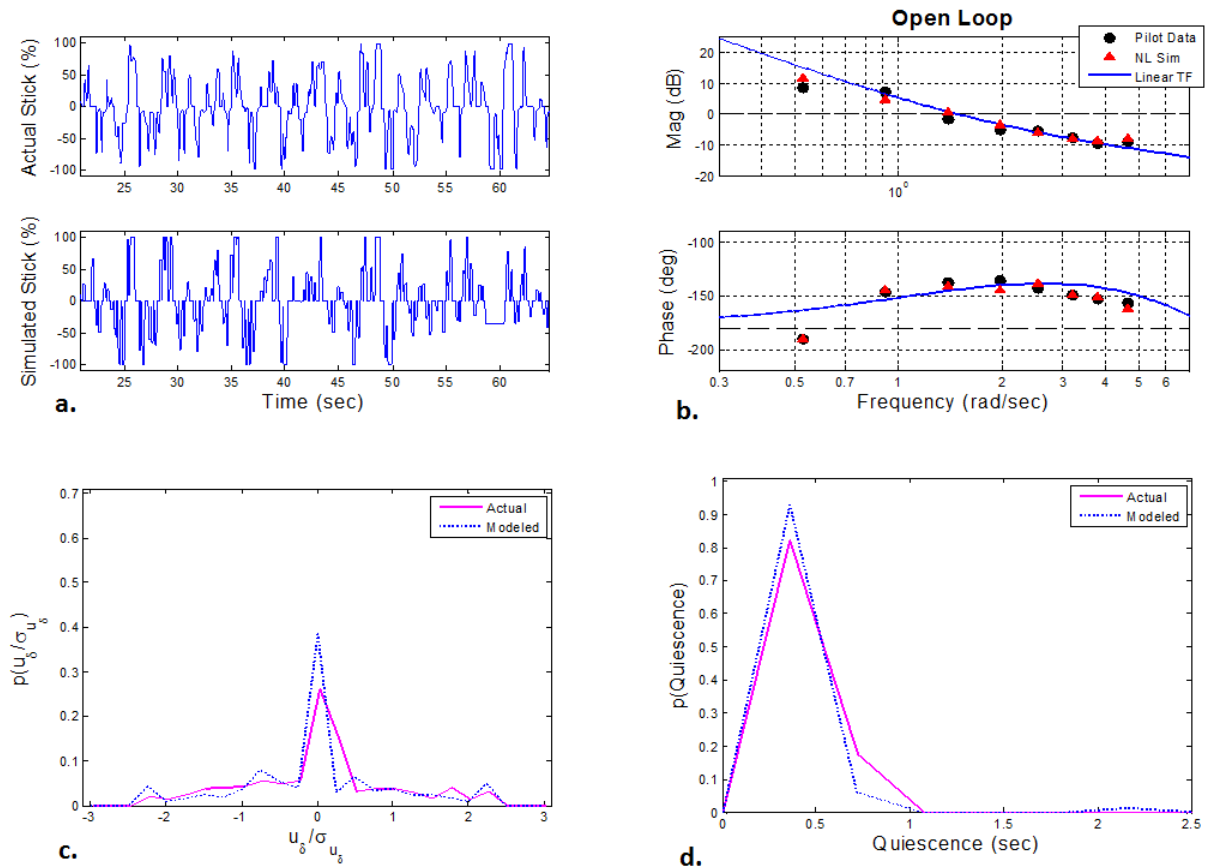 Actual Stick (%)
100
50
0
-50
-100
25 30 35 40 45 50 55 60
Simulated Stick (%)
100
50
0
-50
-100
25 30 35 40 45 50 55 60
Time (sec)
a.
Open Loop
Pilot Data
NL Sim
Linear TF
Mag (dB)
20
10
0
-10
-20
10⁰
Phase (deg)
-100
-150
-200
0.3 0.5 0.7 1 2 3 4 5 6
Frequency (rad/sec)
b.
p(uδ/σuδ)
0.7
0.6
0.5
0.4
0.3
0.2
0.1
0
-3 -2 -1 0 1 2 3
uδ/σuδ
Actual
Modeled
c.
p(Quiescence)
1
0.9
0.8
0.7
0.6
0.5
0.4
0.3
0.2
0.1
0
0 0.5 1 1.5 2 2.5
Quiescence (sec)
Actual
Modeled
d.